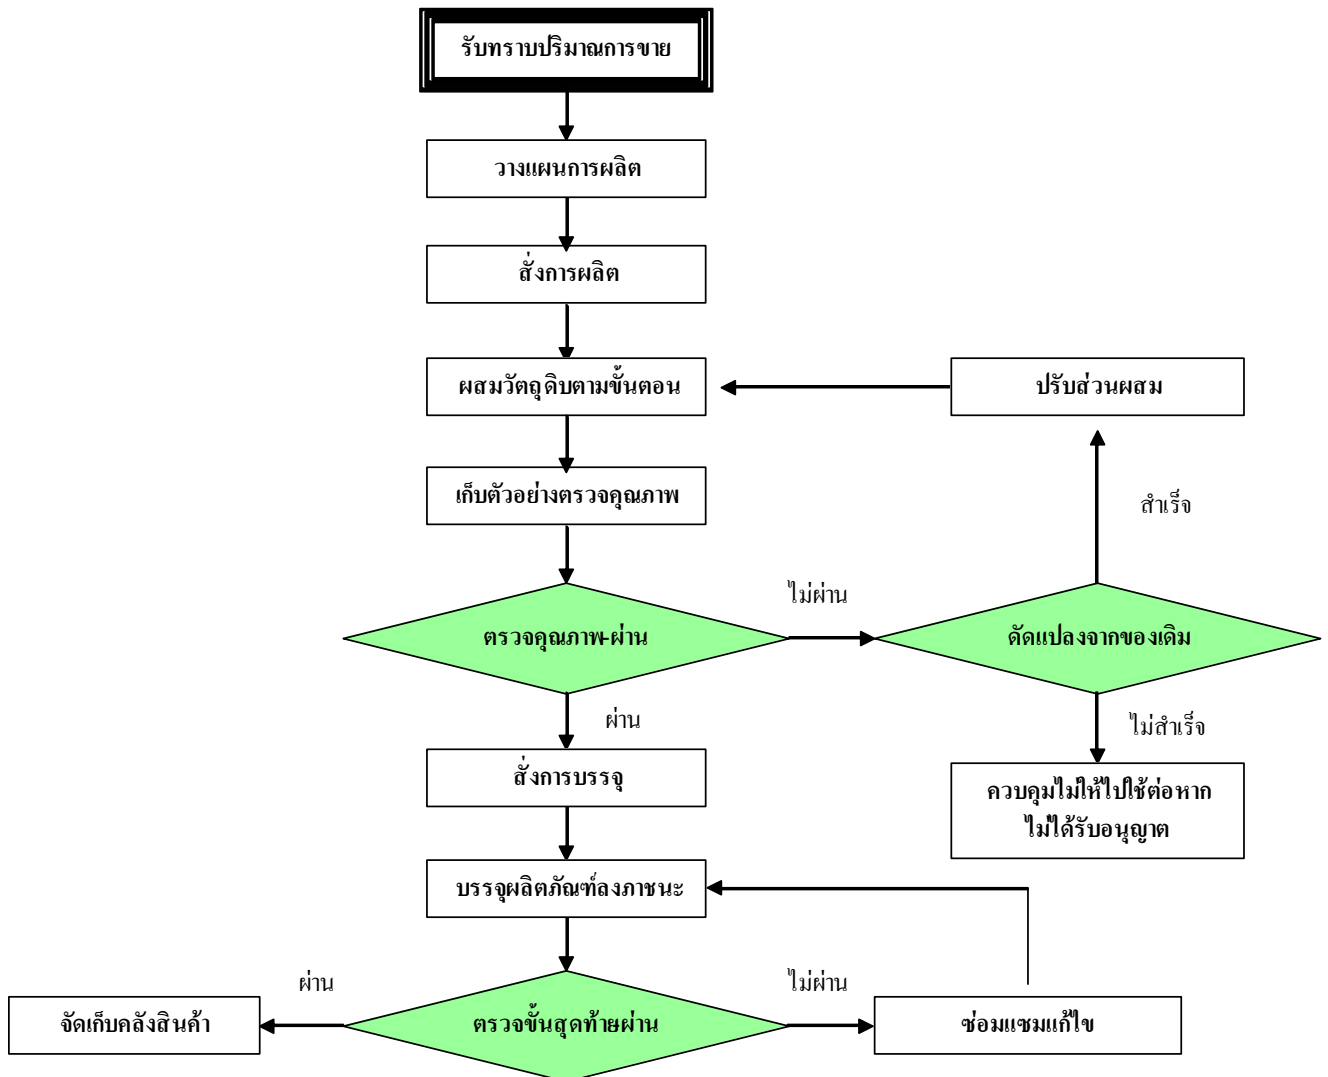 รับทราบปริมาณการขาย
วางแผนการผลิต
สั่งการผลิต
ผสมวัตถุดิบตามขั้นตอน
ปรับส่วนผสม
เก็บตัวอย่างตรวจคุณภาพ
สำเร็จ
ไม่ผ่าน
ตรวจคุณภาพ-ผ่าน
ดัดแปลงจากของเดิม
ผ่าน
ไม่สำเร็จ
สั่งการบรรจุ
ควบคุมไม่ให้ไปใช้ต่อหาก
ไม่ได้รับอนุญาต
บรรจุผลิตภัณฑ์ลงภาชนะ
ผ่าน
ไม่ผ่าน
จัดเก็บคลังสินค้า
ตรวจขั้นสุดท้ายผ่าน
ซ่อมแซมแก้ไข